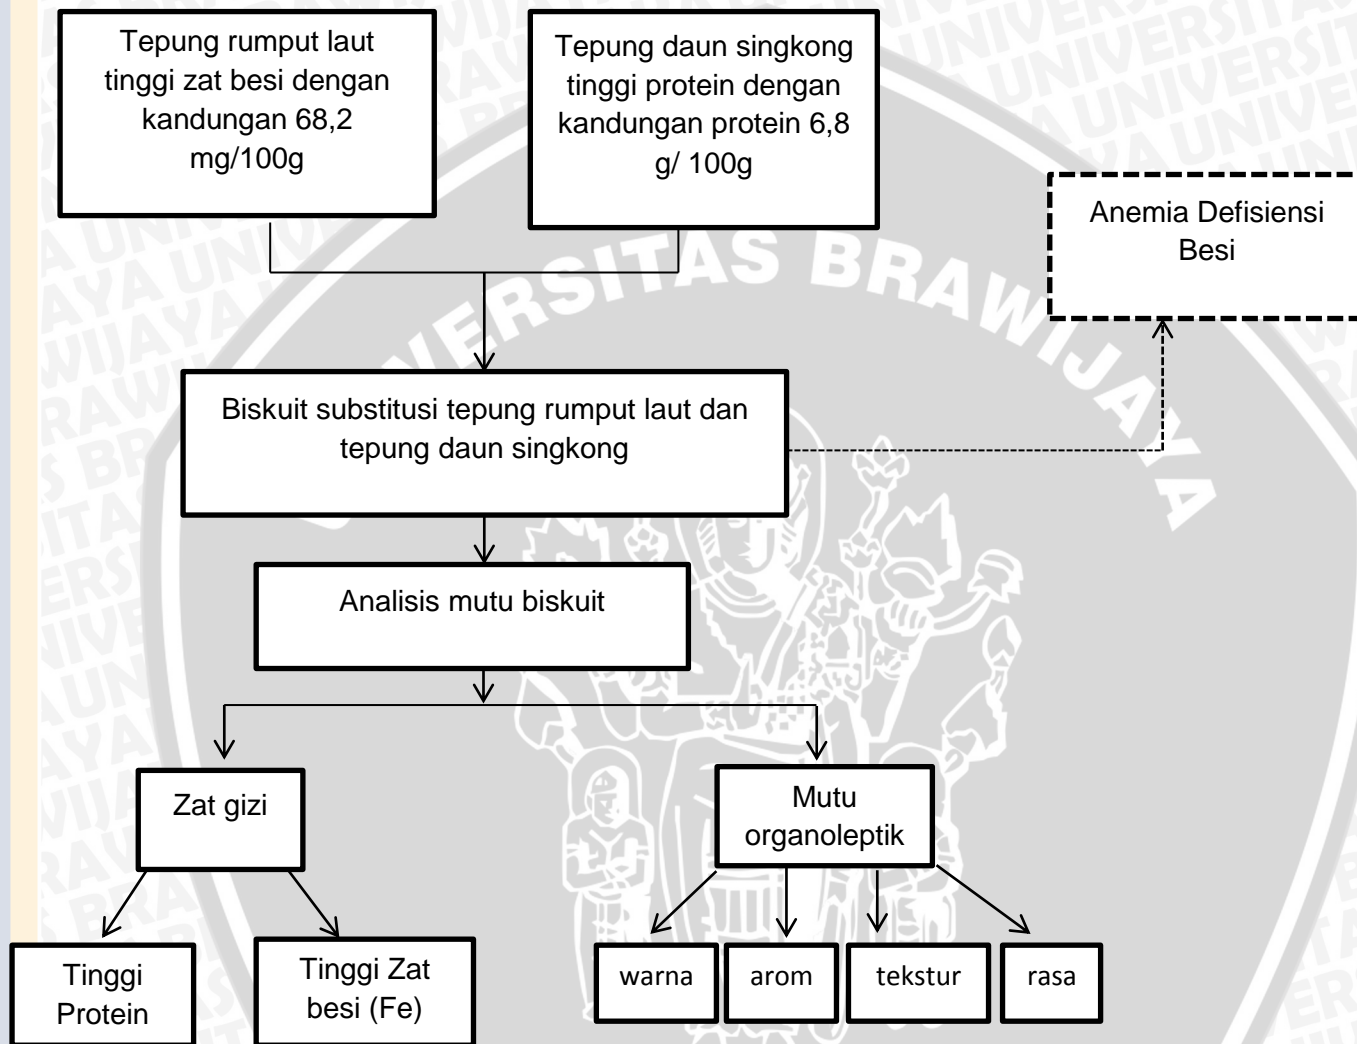 Tepung rumput laut
tinggi zat besi dengan
kandungan 68,2
mg/100g
Tepung daun singkong
tinggi protein dengan
kandungan protein 6,8
g/ 100g
Anemia Defisiensi
Besi
UNIVERSITAS BRAWIJAYA
Biskuit substitusi tepung rumput laut dan
tepung daun singkong
Analisis mutu biskuit
Zat gizi
Mutu
organoleptik
Tinggi
Protein
Tinggi Zat
besi (Fe)
warna
arom
tekstur
rasa